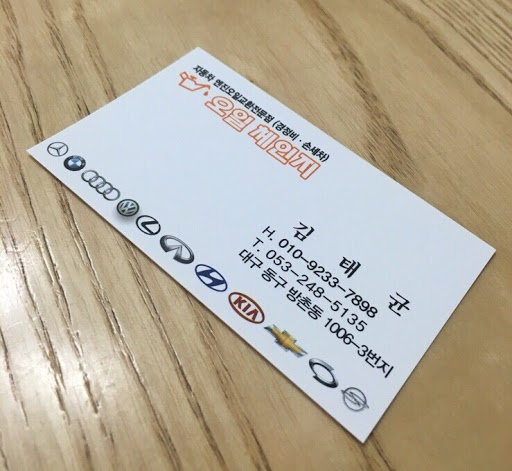 자동차 엔진오일교환전문점 (경정비·손세차)
오일 체인지
김 태 균
H. 010-9233-7898
T. 053-248-5135
대구 동구 방촌동 1006-3번지
KIA